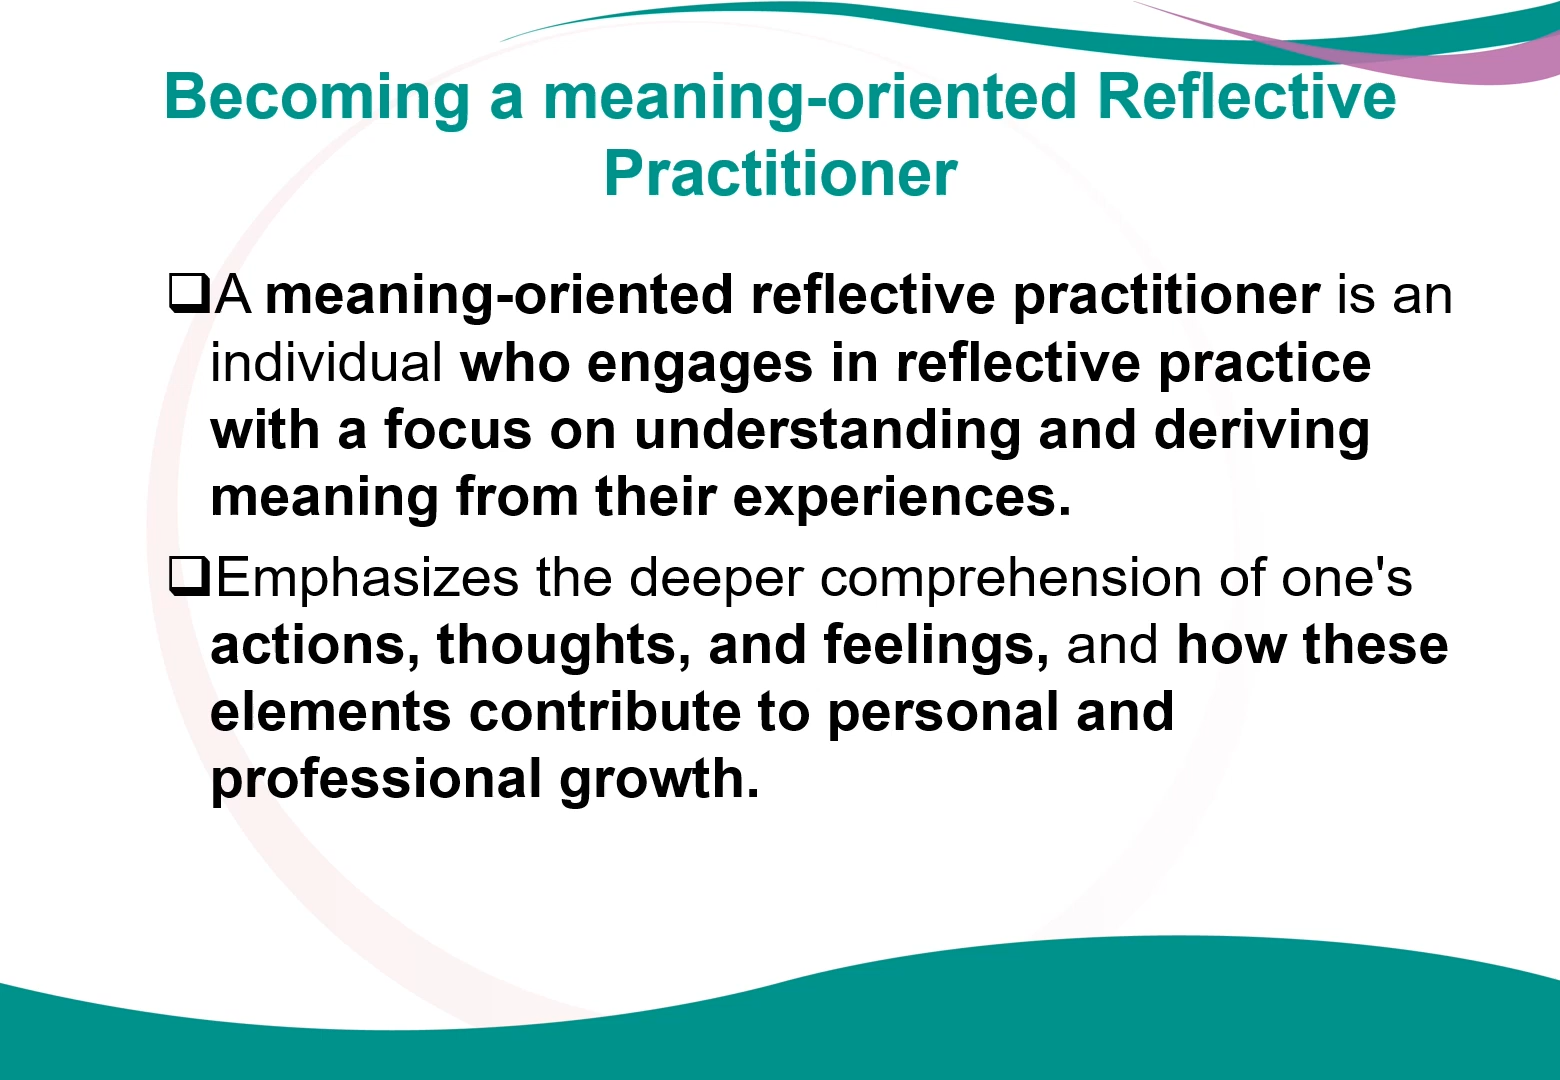 Becoming a meaning-oriented Reflective
Practitioner
❑A meaning-oriented reflective practitioner is an
individual who engages in reflective practice
with a focus on understanding and deriving
meaning from their experiences.
❑Emphasizes the deeper comprehension of one's
actions, thoughts, and feelings, and how these
elements contribute to personal and
professional growth.